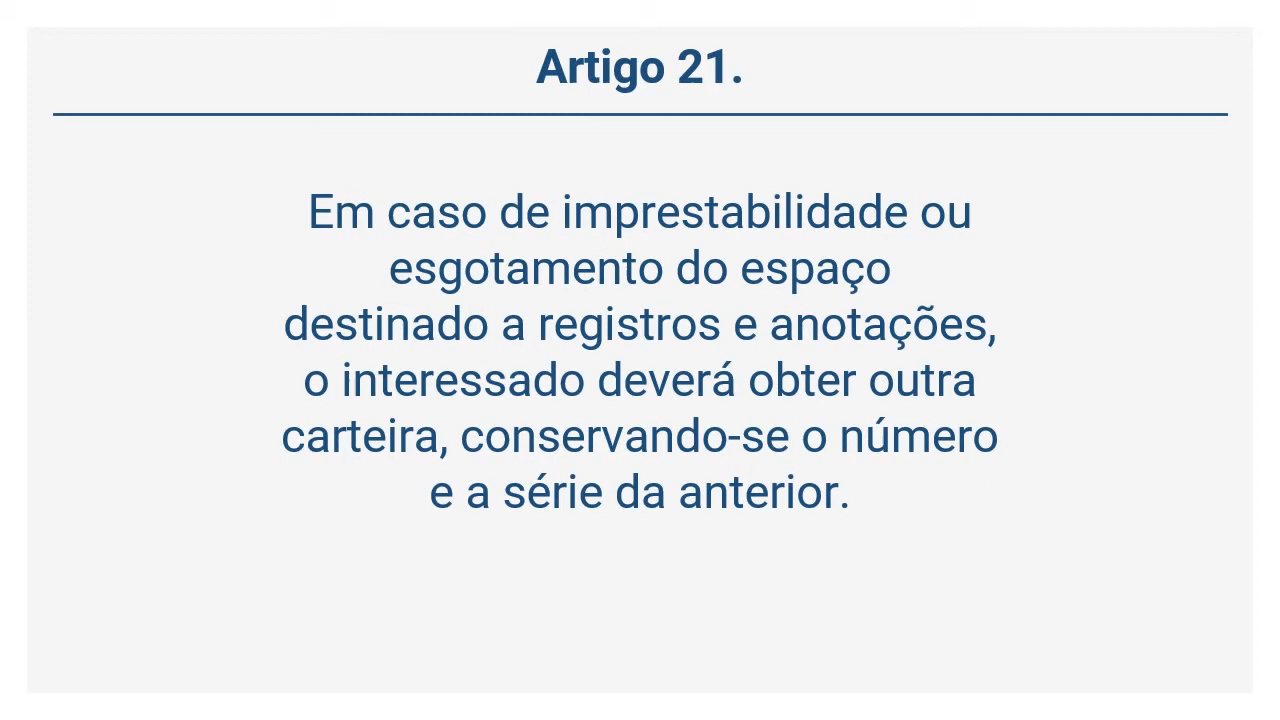 Artigo 21.
Em caso de imprestabilidade ou
esgotamento do espaço
destinado a registros e anotações,
o interessado deverá obter outra
carteira, conservando-se o número
e a série da anterior.